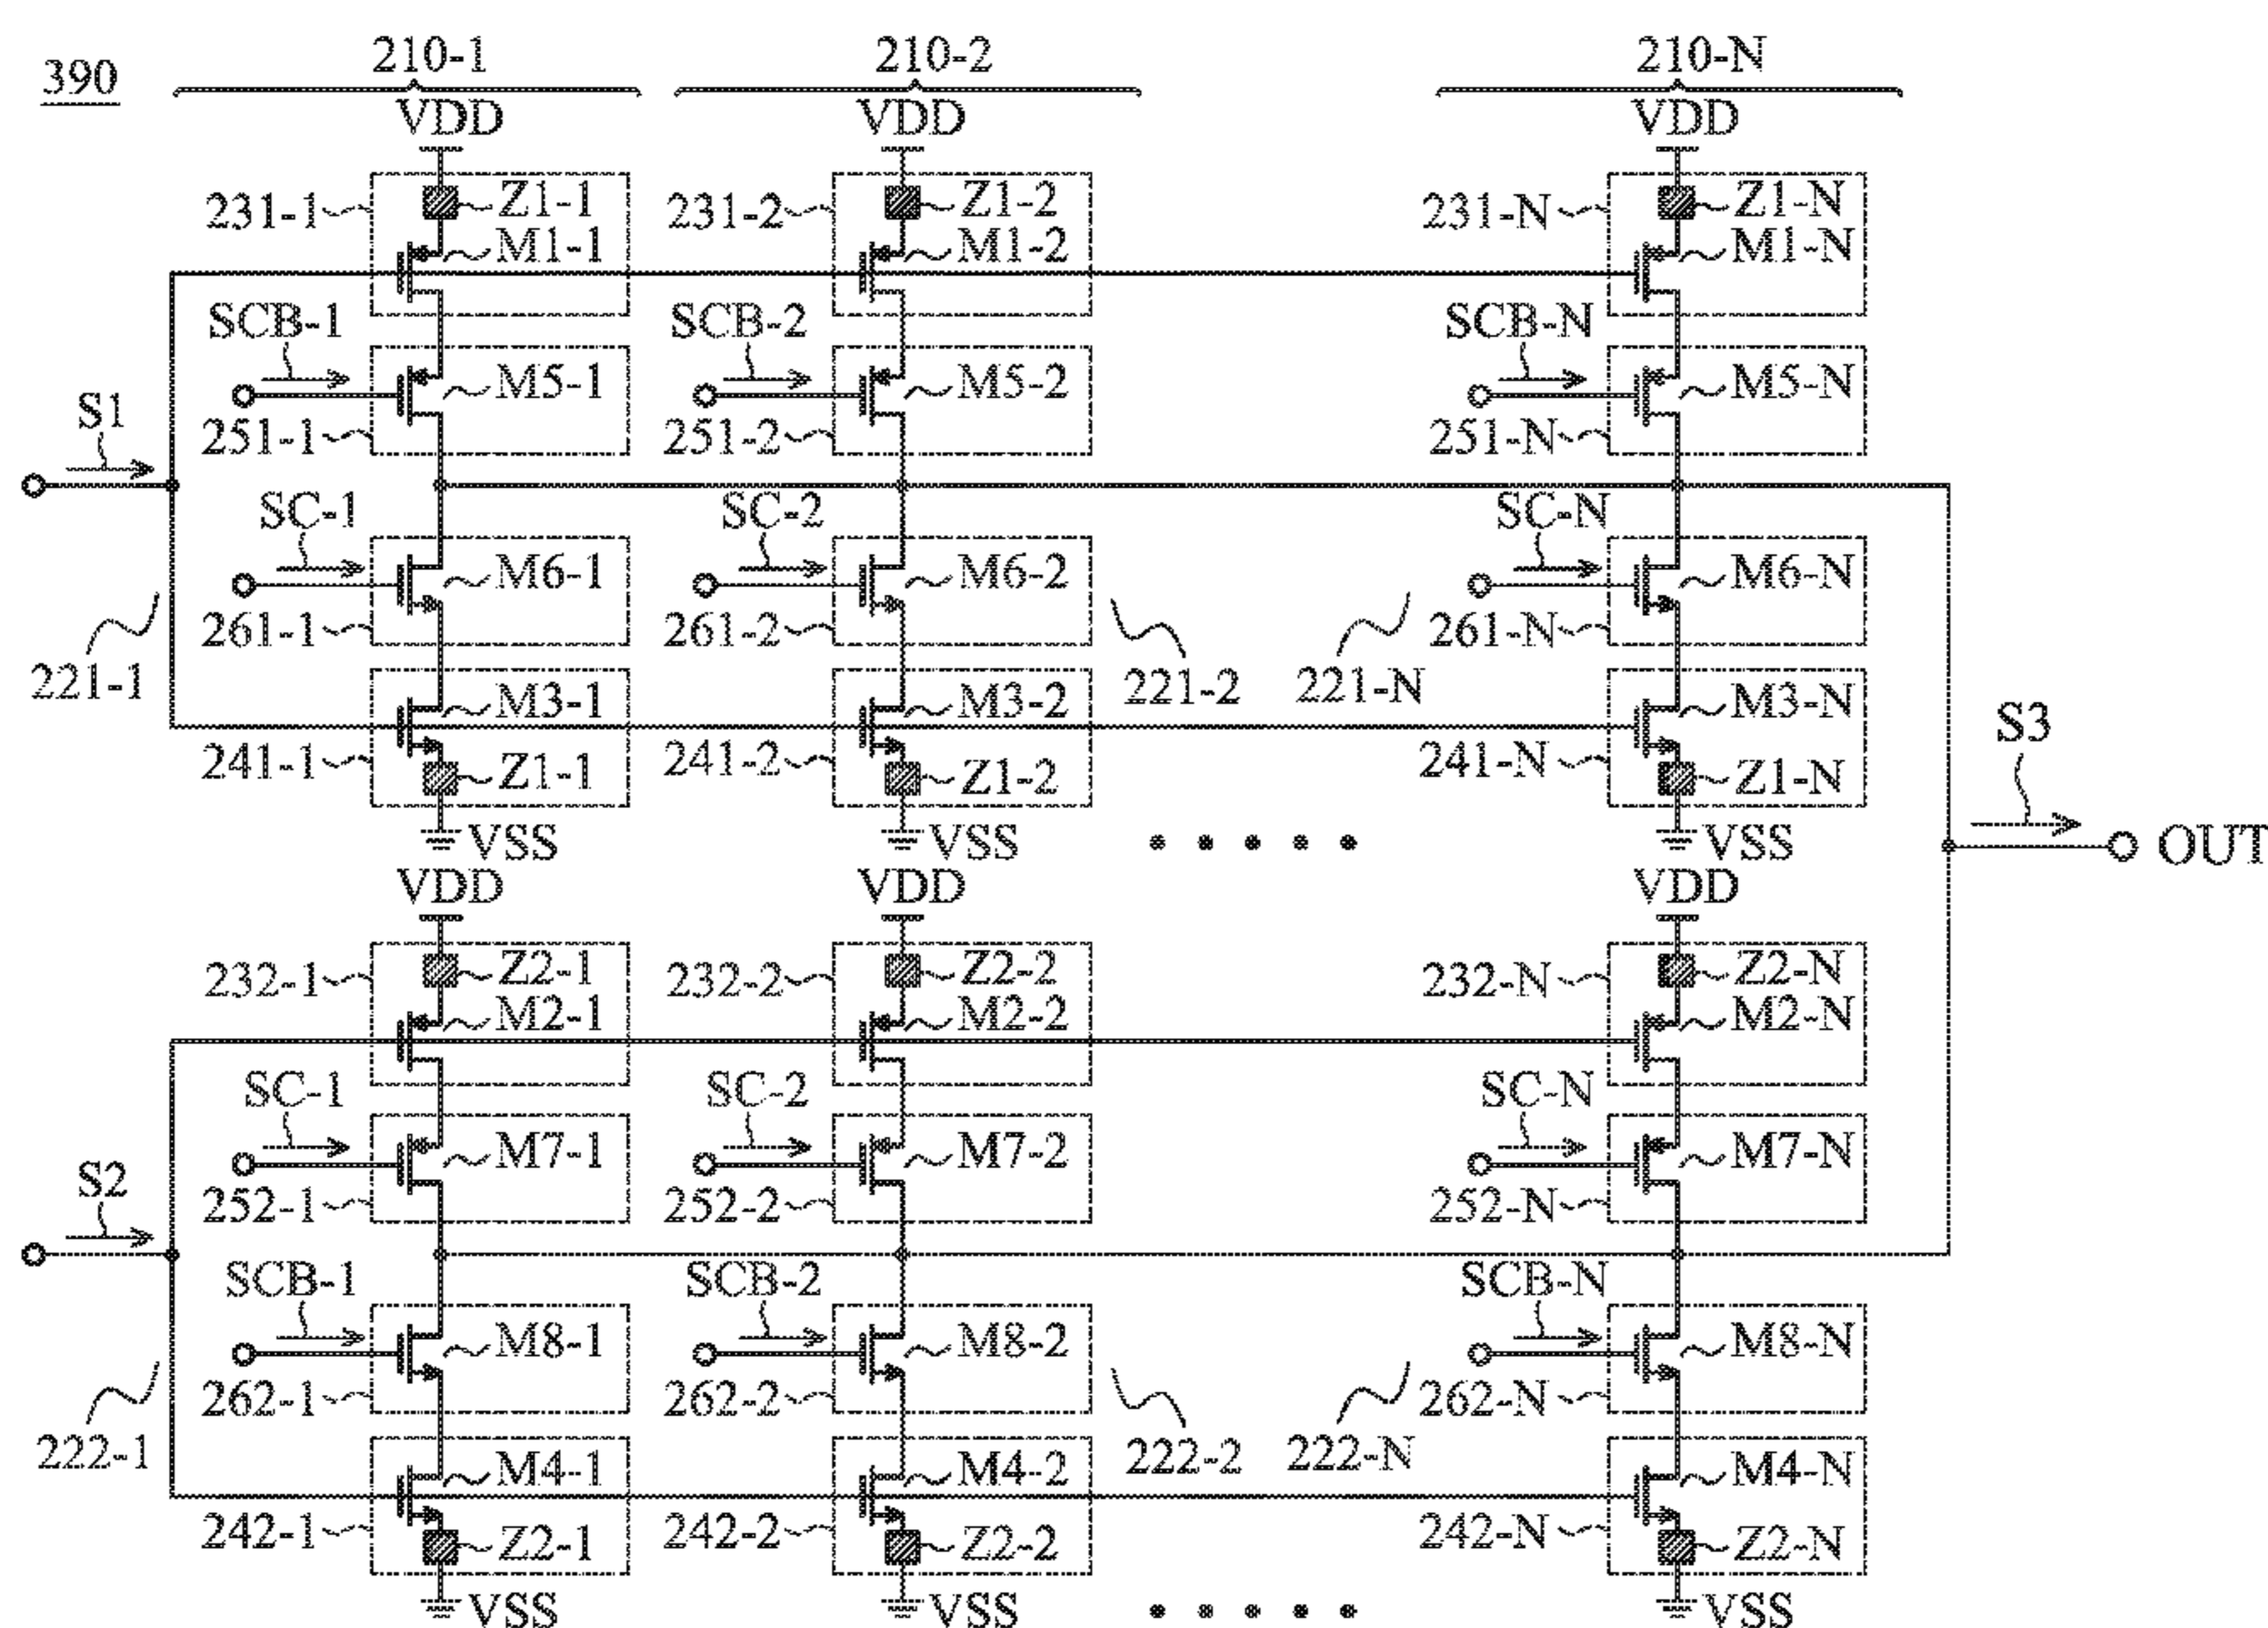 390
210-1 210-2 210-N
VDD VDD VDD
231-1 Z1-1 231-2 Z1-2 231-N Z1-N
M1-1 M1-2 M1-N
SCB-1 SCB-2 SCB-N
M5-1 M5-2 M5-N
S1 251-1 251-2 251-N
SC-1 SC-2 SC-N
M6-1 M6-2 M6-N
261-1 261-2 261-N
221-1 221-2 221-N
M3-1 M3-2 M3-N
S3
241-1 Z1-1 241-2 Z1-2 241-N Z1-N
VSS VSS VSS OUT
VDD VDD VDD
232-1 Z2-1 232-2 Z2-2 232-N Z2-N
M2-1 M2-2 M2-N
SC-1 SC-2 SC-N
M7-1 M7-2 M7-N
S2 252-1 252-2 252-N
SCB-1 SCB-2 SCB-N
M8-1 M8-2 M8-N
262-1 262-2 262-N
222-1 222-2 222-N
M4-1 M4-2 M4-N
242-1 Z2-1 242-2 Z2-2 242-N Z2-N
VSS VSS VSS